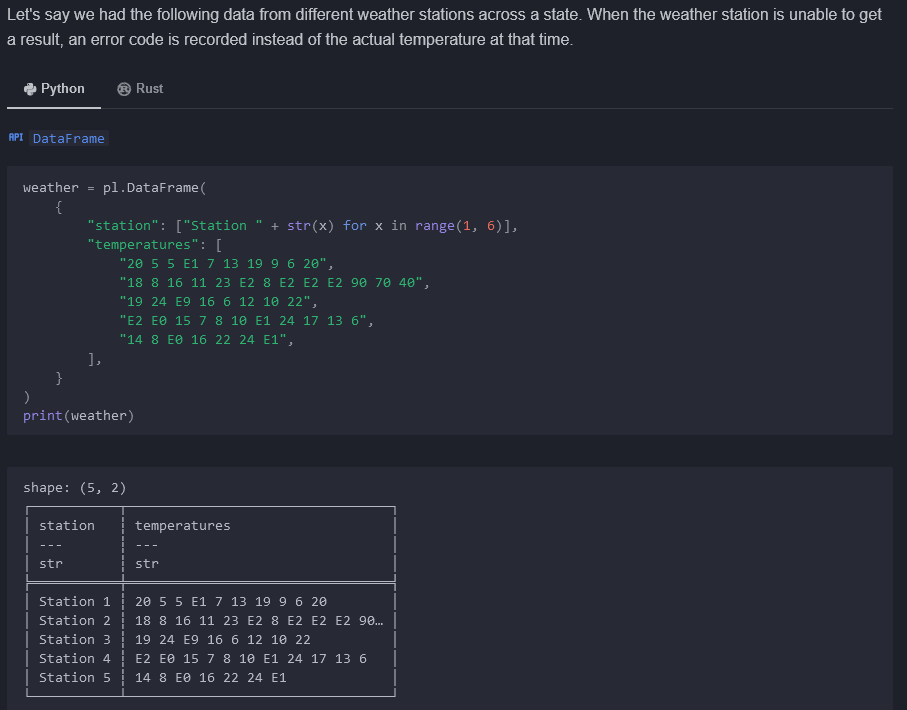 Let's say we had the following data from different weather stations across a state. When the weather station is unable to get
a result, an error code is recorded instead of the actual temperature at that time.
Python Rust
API DataFrame
weather = pl.DataFrame(
    {
        "station": ["Station " + str(x) for x in range(1, 6)],
        "temperatures": [
            "20 5 5 E1 7 13 19 9 6 20",
            "18 8 16 11 23 E2 8 E2 E2 E2 90 70 40",
            "19 24 E9 16 6 12 10 22",
            "E2 E0 15 7 8 10 E1 24 17 13 6",
            "14 8 E0 16 22 24 E1",
        ],
    }
)
print(weather)
shape: (5, 2)
station temperatures
--- ---
str str
Station 1 20 5 5 E1 7 13 19 9 6 20
Station 2 18 8 16 11 23 E2 8 E2 E2 E2 90…
Station 3 19 24 E9 16 6 12 10 22
Station 4 E2 E0 15 7 8 10 E1 24 17 13 6
Station 5 14 8 E0 16 22 24 E1